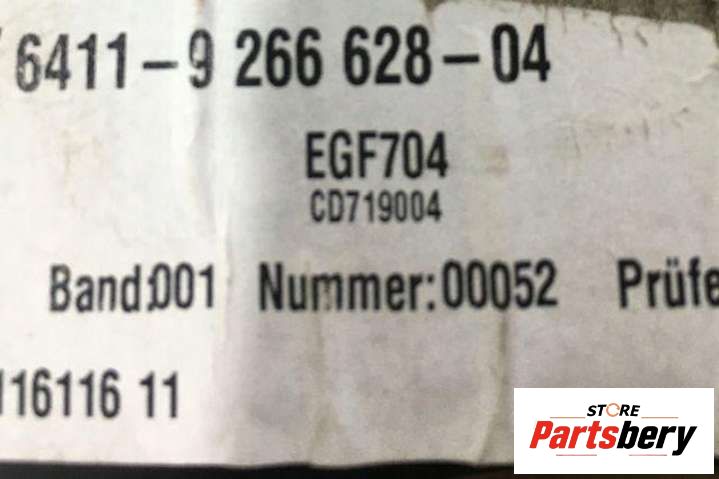 6411-9 266 628-04
EGF704
CD719004
Band:001 Nummer:00052 Prüfe
116116 11
STORE
Partsbery